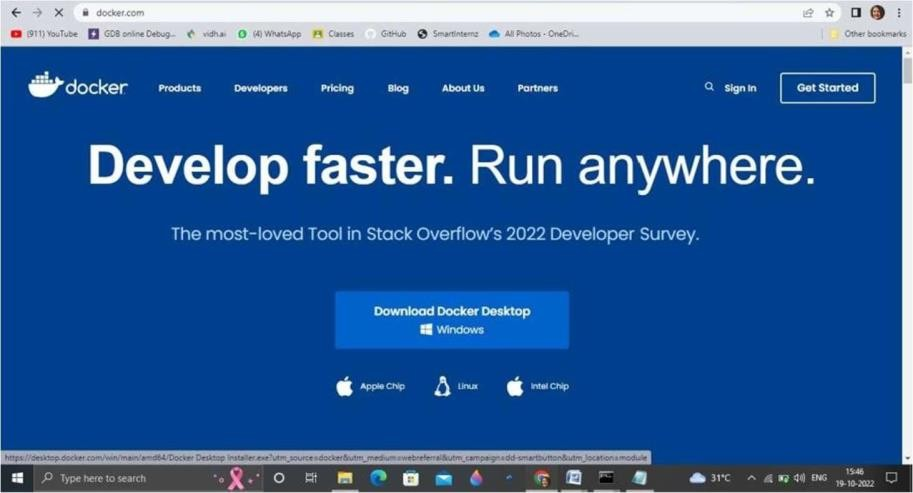 docker.com
(911) YouTube GDB online Debug... vidh.ai (4) WhatsApp Classes GitHub SmartInternz All Photos - OneDri... Other bookmarks
docker Products Developers Pricing Blog About Us Partners Sign In Get Started
Develop faster. Run anywhere.
The most-loved Tool in Stack Overflow's 2022 Developer Survey.
Download Docker Desktop
Windows
Apple Chip Linux Intel Chip
https://desktop.docker.com/win/main/amd64/Docker Desktop Installer.exe?utm_source=docker&utm_medium=webreferral&utm_campaign=dd-smartbutton&utm_location=module
Type here to search 31°C ENG 15:46
19-10-2022